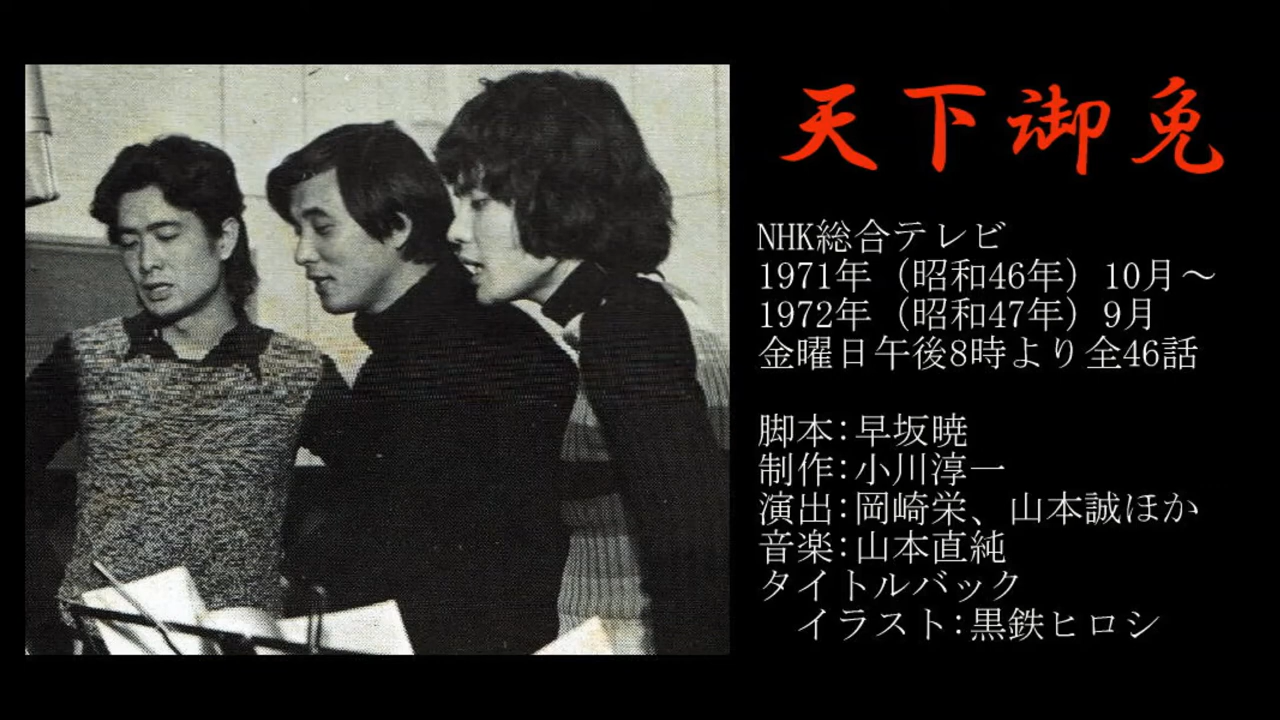 天下御免
NHK総合テレビ
1971年（昭和46年）10月～
1972年（昭和47年）9月
金曜日午後8時より全46話
脚本:早坂暁
制作:小川淳一
演出:岡崎栄、山本誠ほか
音楽:山本直純
タイトルバック
イラスト:黒鉄ヒロシ